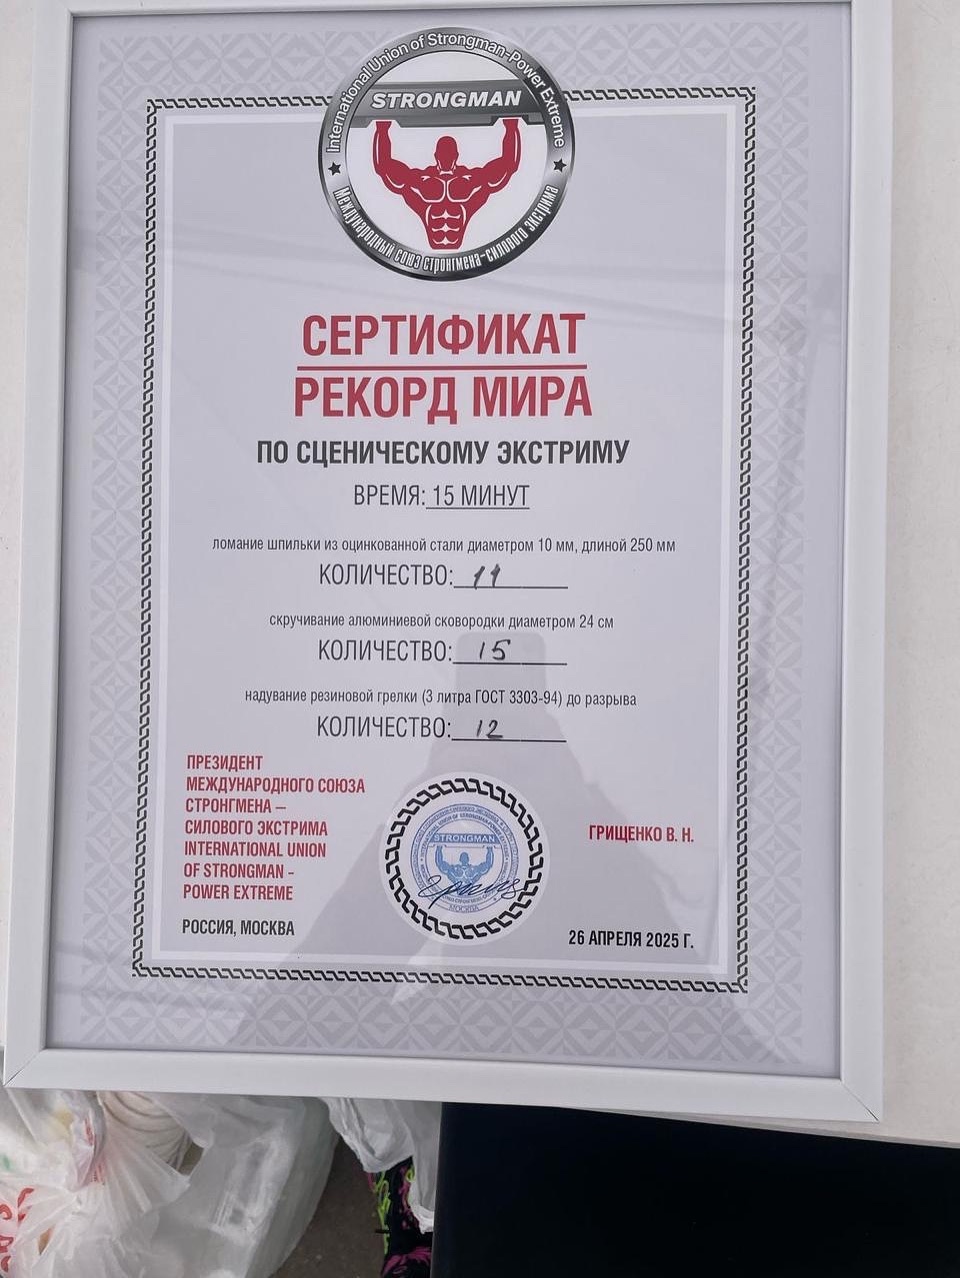 International Union of Strongman-Power Extreme
STRONGMAN
Международный союз стронгмена-силового экстрима
СЕРТИФИКАТ
РЕКОРД МИРА
ПО СЦЕНИЧЕСКОМУ ЭКСТРИМУ
ВРЕМЯ: 15 МИНУТ
ломание шпильки из оцинкованной стали диаметром 10 мм, длиной 250 мм
КОЛИЧЕСТВО: 11
скручивание алюминиевой сковородки диаметром 24 см
КОЛИЧЕСТВО: 15
надувание резиновой грелки (3 литра ГОСТ 3303-94) до разрыва
КОЛИЧЕСТВО: 12
ПРЕЗИДЕНТ
МЕЖДУНАРОДНОГО СОЮЗА
СТРОНГМЕНА –
СИЛОВОГО ЭКСТРИМА
INTERNATIONAL UNION
OF STRONGMAN -
POWER EXTREME
РОССИЯ, МОСКВА
STRONGMAN
МОСКВА
ГРИЩЕНКО В. Н.
26 АПРЕЛЯ 2025 Г.